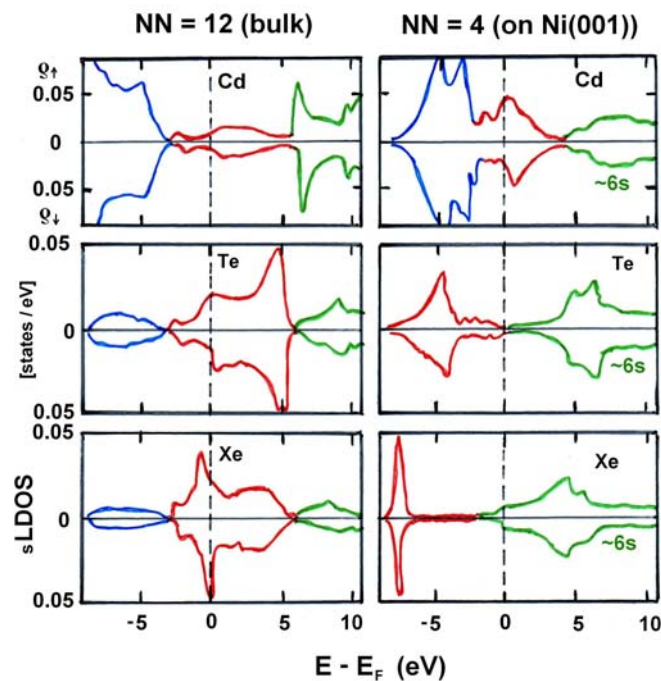 NN = 12 (bulk) NN = 4 (on Ni(001))
ϱ↑
0.05
0
0.05
ϱ↓
Cd
Cd
~6s
0.05
0
0.05
[states / eV]
Te
Te
~6s
0.05
0
0.05
sLDOS
Xe
Xe
~6s
-5 0 5 10 -5 0 5 10
E - EF (eV)